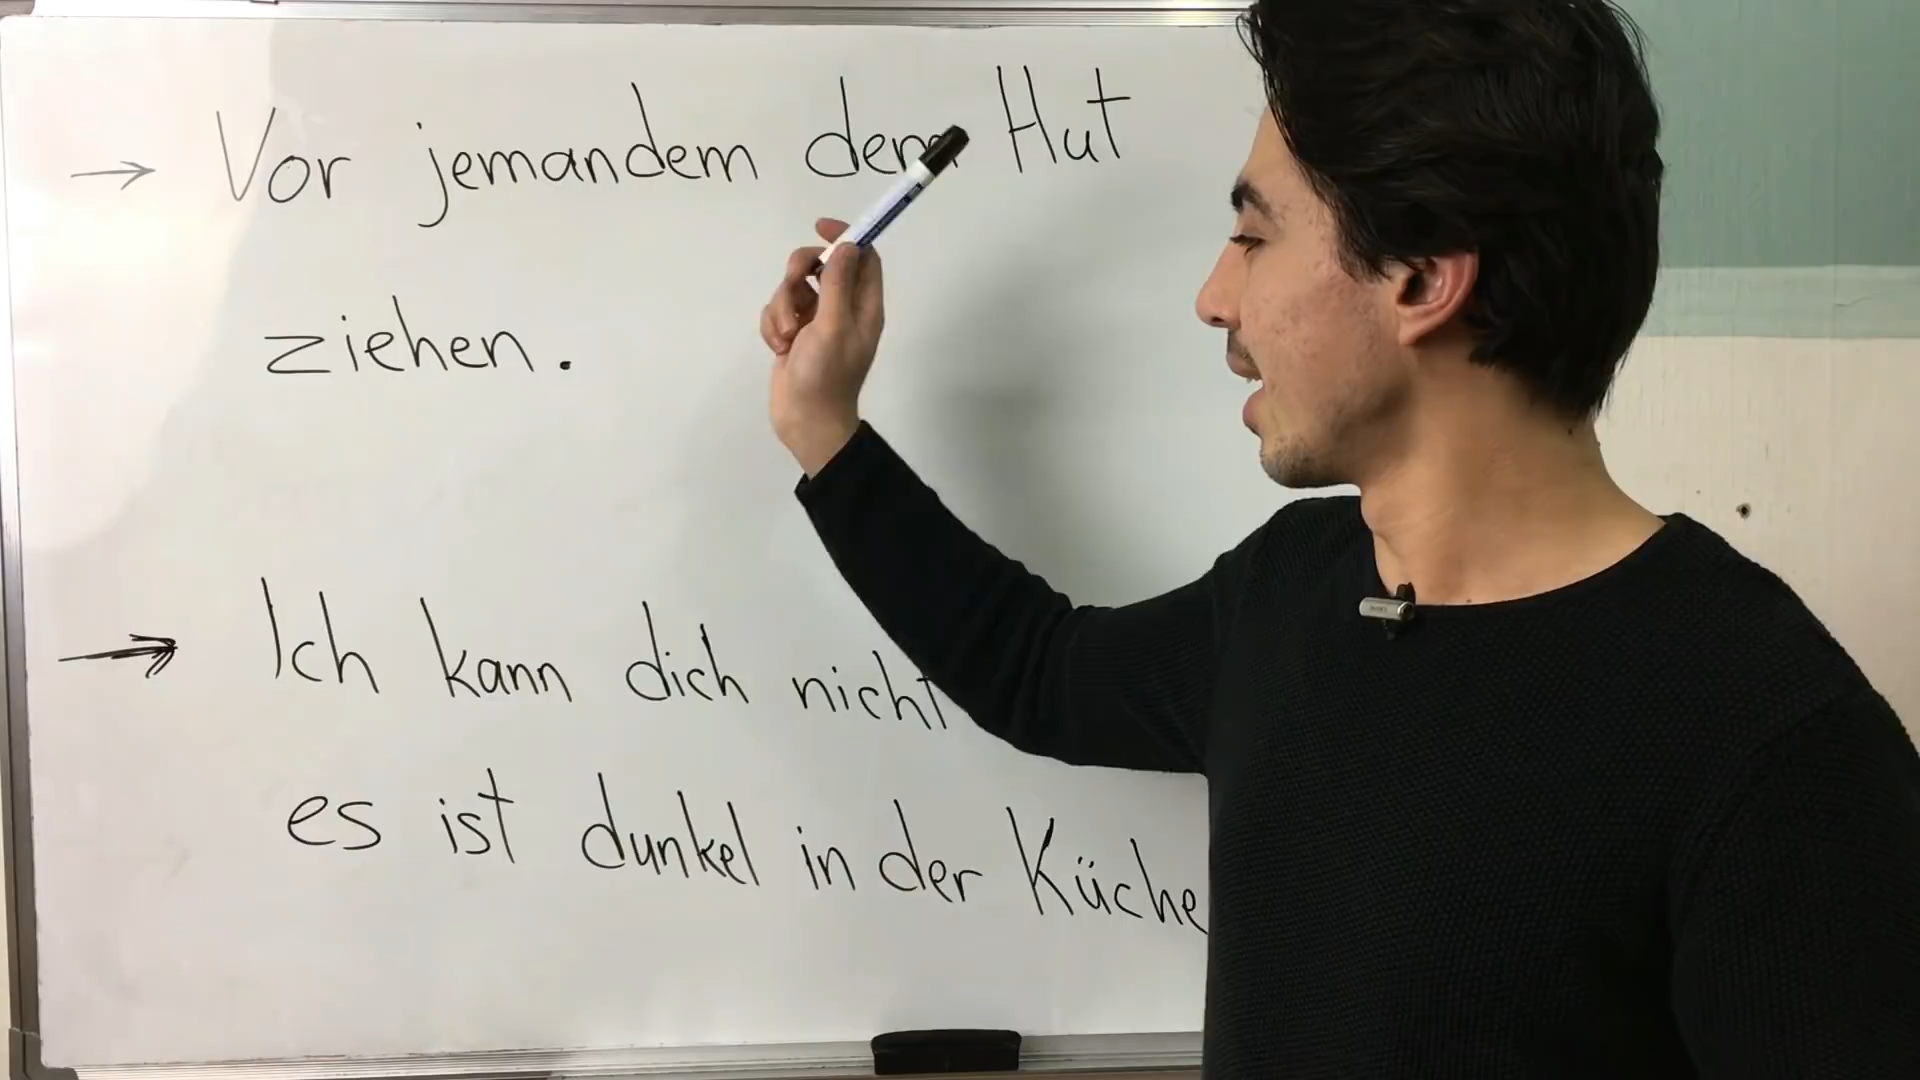 → Vor jemandem den Hut
ziehen.
→ Ich kann dich nicht
es ist dunkel in der Küche